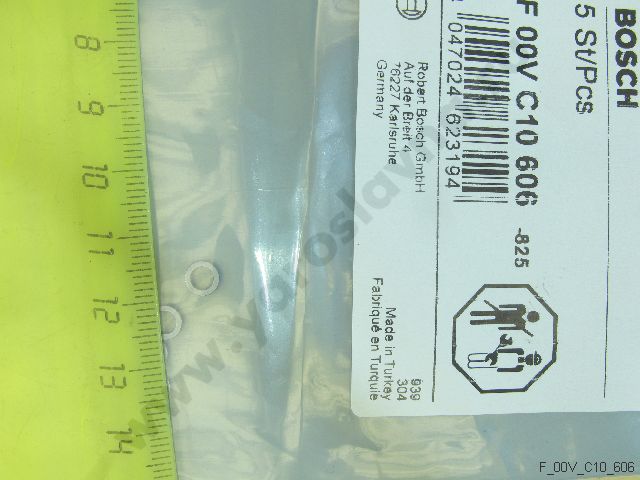 BOSCH
5 St/Pcs
F 00V C10 606 -825
047024 623194
Robert Bosch GmbH
Auf der Breit 4
76227 Karlsruhe
Germany
939
304
Made in Turkey
Fabriqué en Turquie
8
9
10
11
12
13
14
F_00V_C10_606